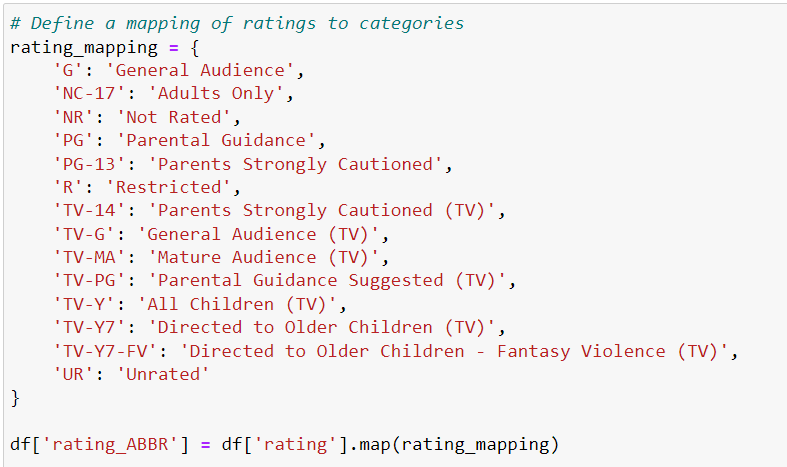 # Define a mapping of ratings to categories
rating_mapping = {
    'G': 'General Audience',
    'NC-17': 'Adults Only',
    'NR': 'Not Rated',
    'PG': 'Parental Guidance',
    'PG-13': 'Parents Strongly Cautioned',
    'R': 'Restricted',
    'TV-14': 'Parents Strongly Cautioned (TV)',
    'TV-G': 'General Audience (TV)',
    'TV-MA': 'Mature Audience (TV)',
    'TV-PG': 'Parental Guidance Suggested (TV)',
    'TV-Y': 'All Children (TV)',
    'TV-Y7': 'Directed to Older Children (TV)',
    'TV-Y7-FV': 'Directed to Older Children - Fantasy Violence (TV)',
    'UR': 'Unrated'
}
df['rating_ABBR'] = df['rating'].map(rating_mapping)